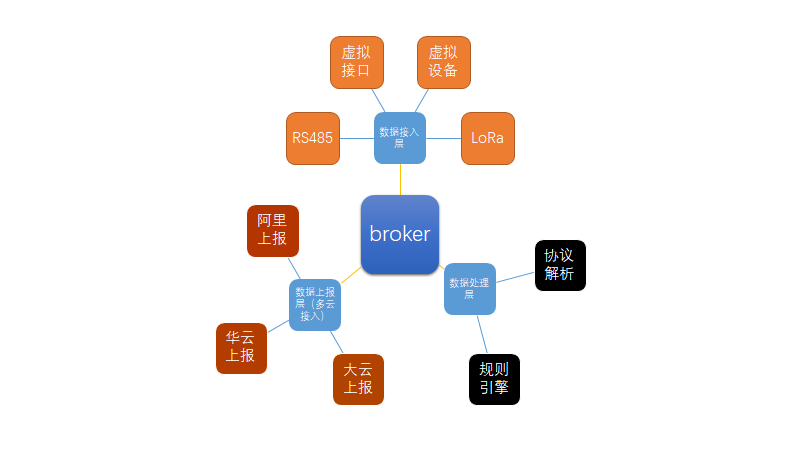 虚拟
接口
虚拟
设备
RS485
数据接入
层
LoRa
broker
阿里
上报
数据上报
层（多云
接入）
华云
上报
大云
上报
数据处理
层
协议
解析
规则
引擎